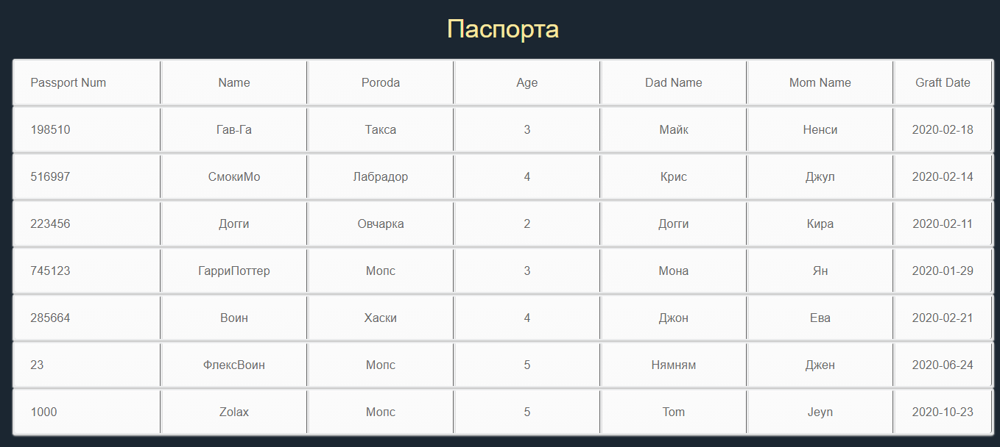 Паспорта
Passport Num Name Poroda Age Dad Name Mom Name Graft Date
198510 Гав-Га Такса 3 Майк Ненси 2020-02-18
516997 СмокиМо Лабрадор 4 Крис Джул 2020-02-14
223456 Догги Овчарка 2 Догги Кира 2020-02-11
745123 ГарриПоттер Мопс 3 Мона Ян 2020-01-29
285664 Воин Хаски 4 Джон Ева 2020-02-21
23 ФлексВоин Мопс 5 Нямням Джен 2020-06-24
1000 Zolax Мопс 5 Tom Jeyn 2020-10-23